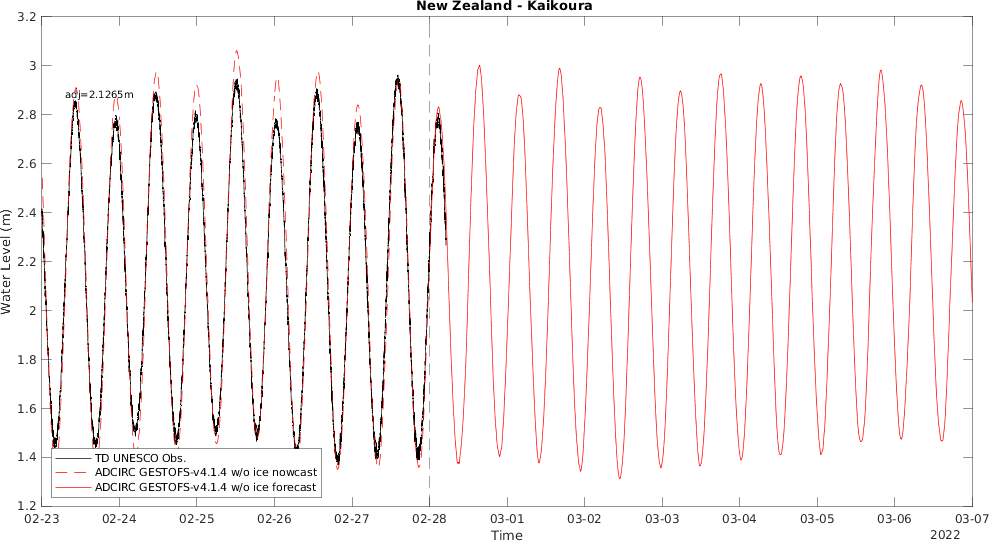 New Zealand - Kaikoura
3.2
3
2.8
2.6
2.4
2.2
2
1.8
1.6
1.4
1.2
Water Level (m)
adj=2.1265m
TD UNESCO Obs.
ADCIRC GESTOFS-v4.1.4 w/o ice nowcast
ADCIRC GESTOFS-v4.1.4 w/o ice forecast
02-23 02-24 02-25 02-26 02-27 02-28 03-01 03-02 03-03 03-04 03-05 03-06 03-07
Time
2022